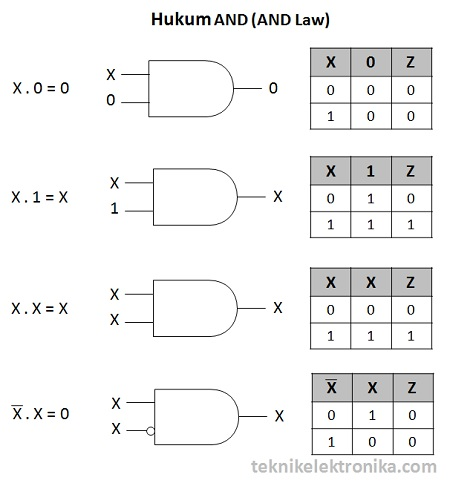 Hukum AND (AND Law)
X . 0 = 0
X
0
0
X 0 Z
0 0 0
1 0 0
X . 1 = X
X
1
X
X 1 Z
0 1 0
1 1 1
X . X = X
X
X
X
X X Z
0 0 0
1 1 1
X̅ . X = 0
X
X
X
X̅ X Z
0 1 0
1 0 0
teknikelektronika.com